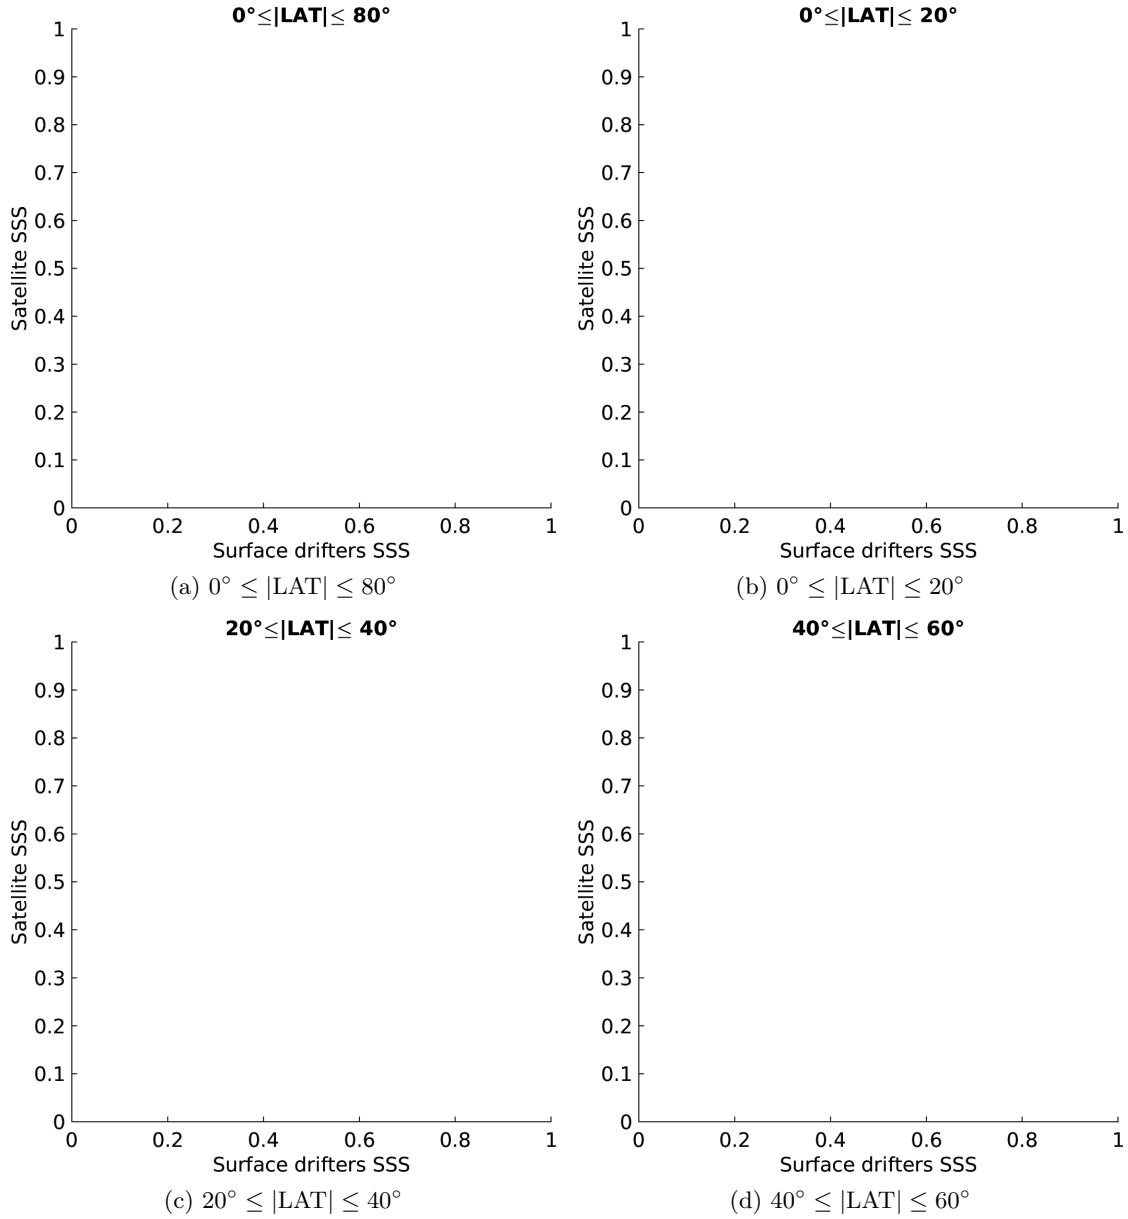 0°≤|LAT|≤ 80°
1
0.9
0.8
0.7
0.6
0.5
0.4
0.3
0.2
0.1
0
Satellite SSS
0 0.2 0.4 0.6 0.8 1
Surface drifters SSS
(a) 0° ≤ |LAT| ≤ 80°
0°≤|LAT|≤ 20°
1
0.9
0.8
0.7
0.6
0.5
0.4
0.3
0.2
0.1
0
Satellite SSS
0 0.2 0.4 0.6 0.8 1
Surface drifters SSS
(b) 0° ≤ |LAT| ≤ 20°
20°≤|LAT|≤ 40°
1
0.9
0.8
0.7
0.6
0.5
0.4
0.3
0.2
0.1
0
Satellite SSS
0 0.2 0.4 0.6 0.8 1
Surface drifters SSS
(c) 20° ≤ |LAT| ≤ 40°
40°≤|LAT|≤ 60°
1
0.9
0.8
0.7
0.6
0.5
0.4
0.3
0.2
0.1
0
Satellite SSS
0 0.2 0.4 0.6 0.8 1
Surface drifters SSS
(d) 40° ≤ |LAT| ≤ 60°